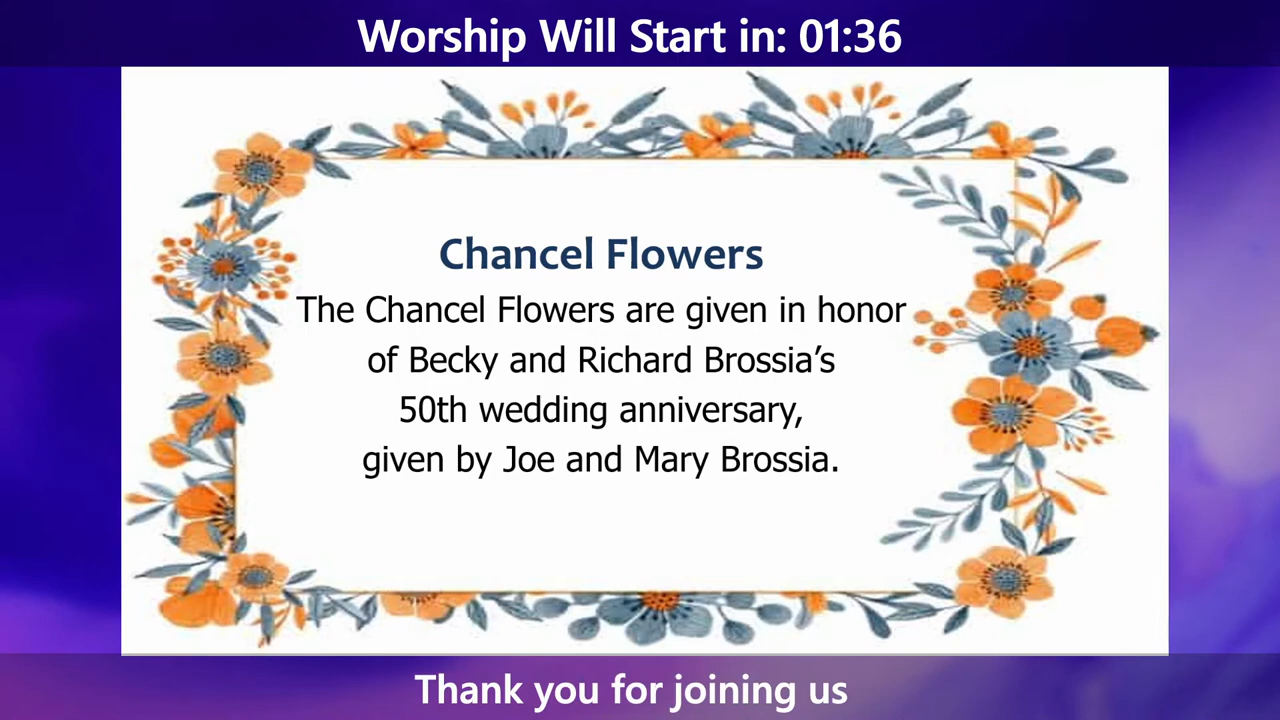 Worship Will Start in: 01:36
Chancel Flowers
The Chancel Flowers are given in honor
of Becky and Richard Brossia’s
50th wedding anniversary,
given by Joe and Mary Brossia.
Thank you for joining us